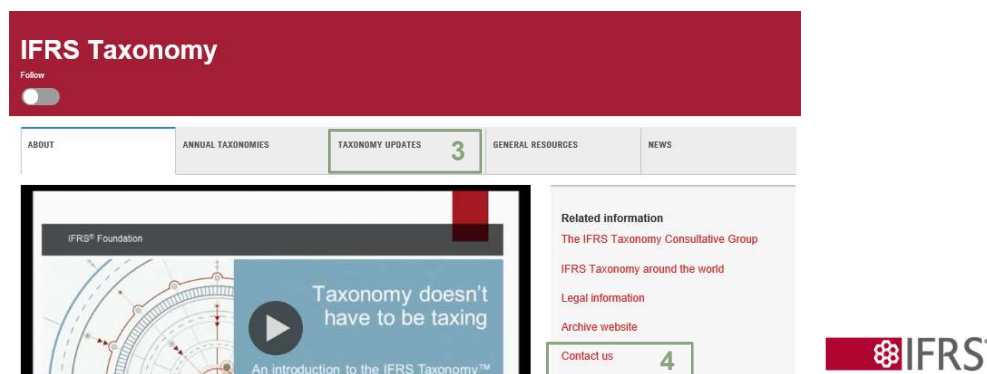 IFRS Taxonomy
Follow
ABOUT
ANNUAL TAXONOMIES
TAXONOMY UPDATES
3
GENERAL RESOURCES
NEWS
IFRS® Foundation
Taxonomy doesn't
have to be taxing
An introduction to the IFRS Taxonomy™
Related information
The IFRS Taxonomy Consultative Group
IFRS Taxonomy around the world
Legal information
Archive website
Contact us
4
IFRS